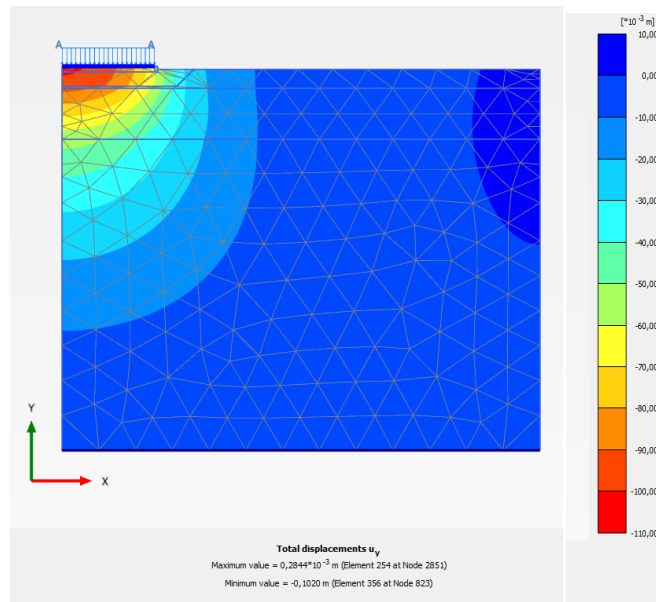 [*10⁻³ m]
A A
10,00
0,00
-10,00
-20,00
-30,00
-40,00
-50,00
-60,00
-70,00
-80,00
-90,00
-100,00
-110,00
Y
X
Total displacements uy
Maximum value = 0,2844*10⁻³ m (Element 254 at Node 2851)
Minimum value = -0,1020 m (Element 356 at Node 823)